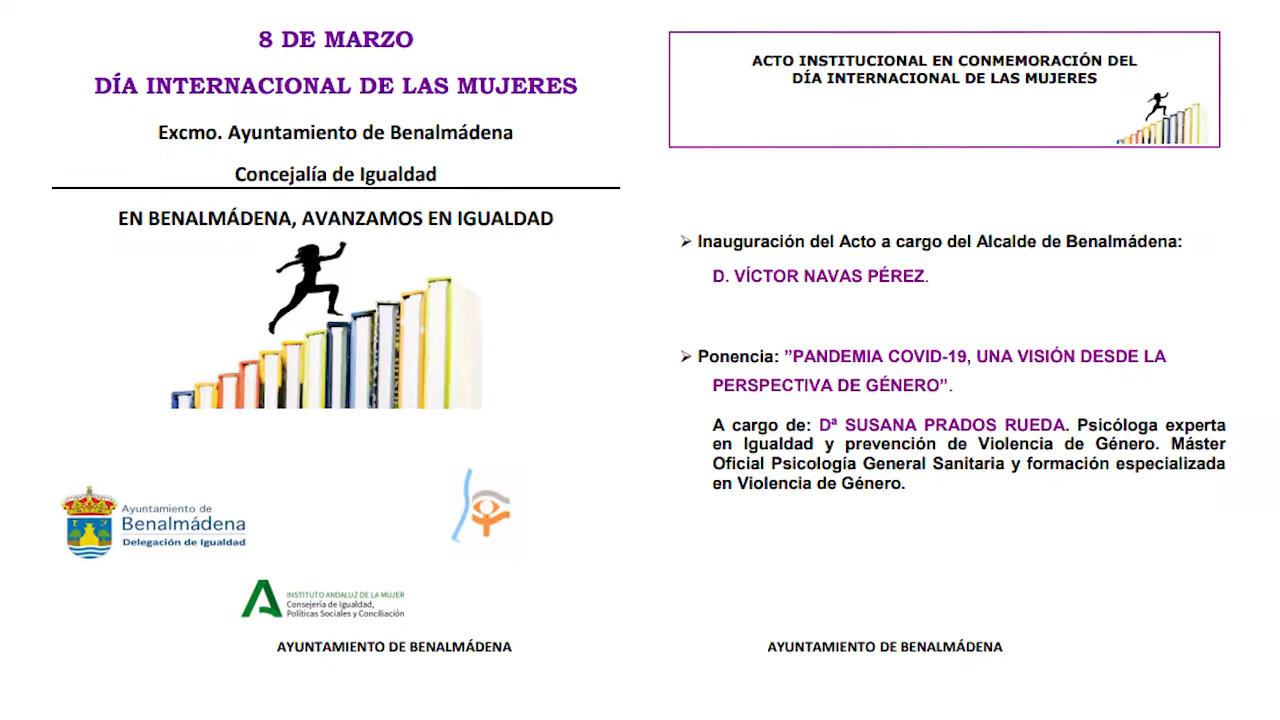 8 DE MARZO
DÍA INTERNACIONAL DE LAS MUJERES
Excmo. Ayuntamiento de Benalmádena
Concejalía de Igualdad
EN BENALMÁDENA, AVANZAMOS EN IGUALDAD
Ayuntamiento de
Benalmádena
Delegación de Igualdad
INSTITUTO ANDALUZ DE LA MUJER
Consejería de Igualdad,
Políticas Sociales y Conciliación
AYUNTAMIENTO DE BENALMÁDENA
ACTO INSTITUCIONAL EN CONMEMORACIÓN DEL
DÍA INTERNACIONAL DE LAS MUJERES
➢ Inauguración del Acto a cargo del Alcalde de Benalmádena:
D. VÍCTOR NAVAS PÉREZ.
➢ Ponencia: ”PANDEMIA COVID-19, UNA VISIÓN DESDE LA
PERSPECTIVA DE GÉNERO”.
A cargo de: Dª SUSANA PRADOS RUEDA. Psicóloga experta
en Igualdad y prevención de Violencia de Género. Máster
Oficial Psicología General Sanitaria y formación especializada
en Violencia de Género.
AYUNTAMIENTO DE BENALMÁDENA